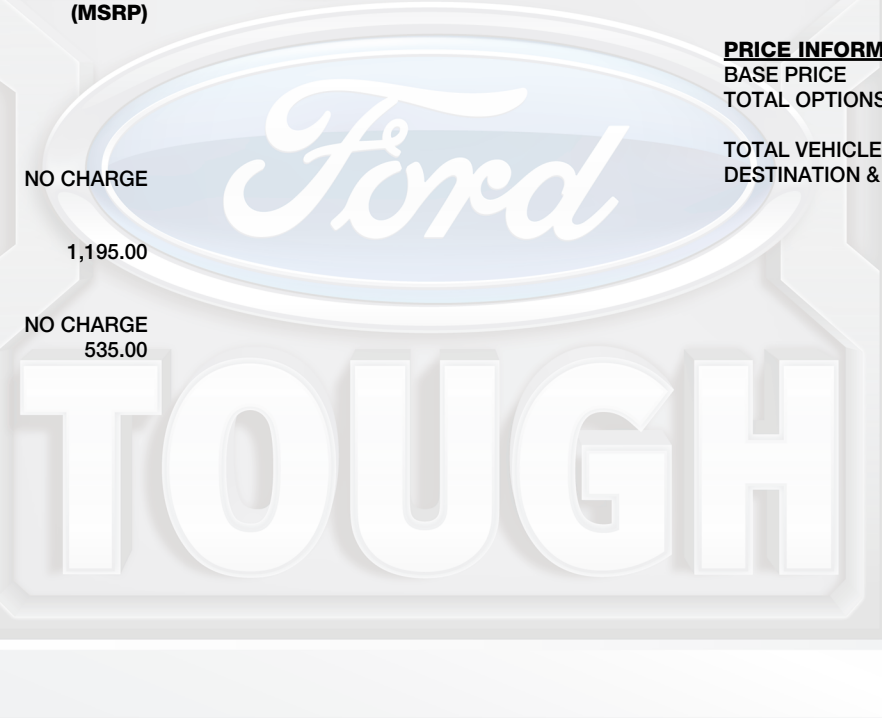 (MSRP)
NO CHARGE
1,195.00
NO CHARGE
535.00
PRICE INFORM
BASE PRICE
TOTAL OPTIONS
TOTAL VEHICLE
DESTINATION &
Ford
TOUGH